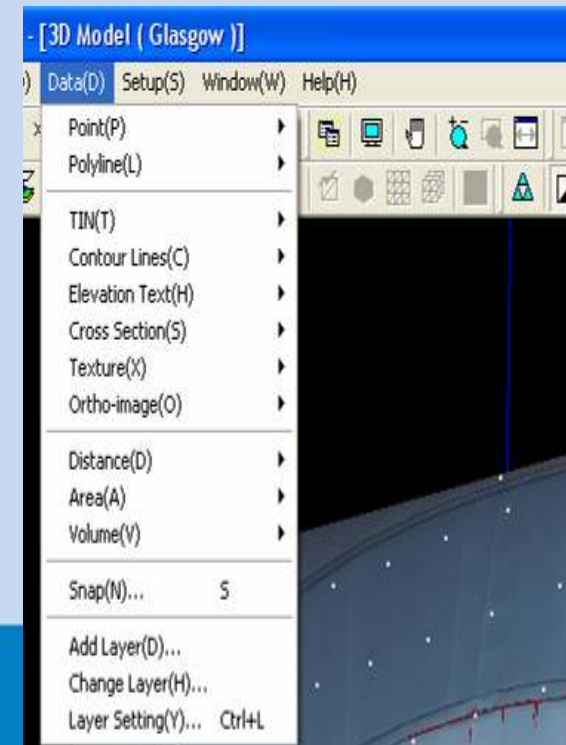 - [3D Model ( Glasgow )]
) Data(D) Setup(S) Window(W) Help(H)
Point(P)
Polyline(L)
TIN(T)
Contour Lines(C)
Elevation Text(H)
Cross Section(S)
Texture(X)
Ortho-image(O)
Distance(D)
Area(A)
Volume(V)
Snap(N)... S
Add Layer(D)...
Change Layer(H)...
Layer Setting(Y)... Ctrl+L